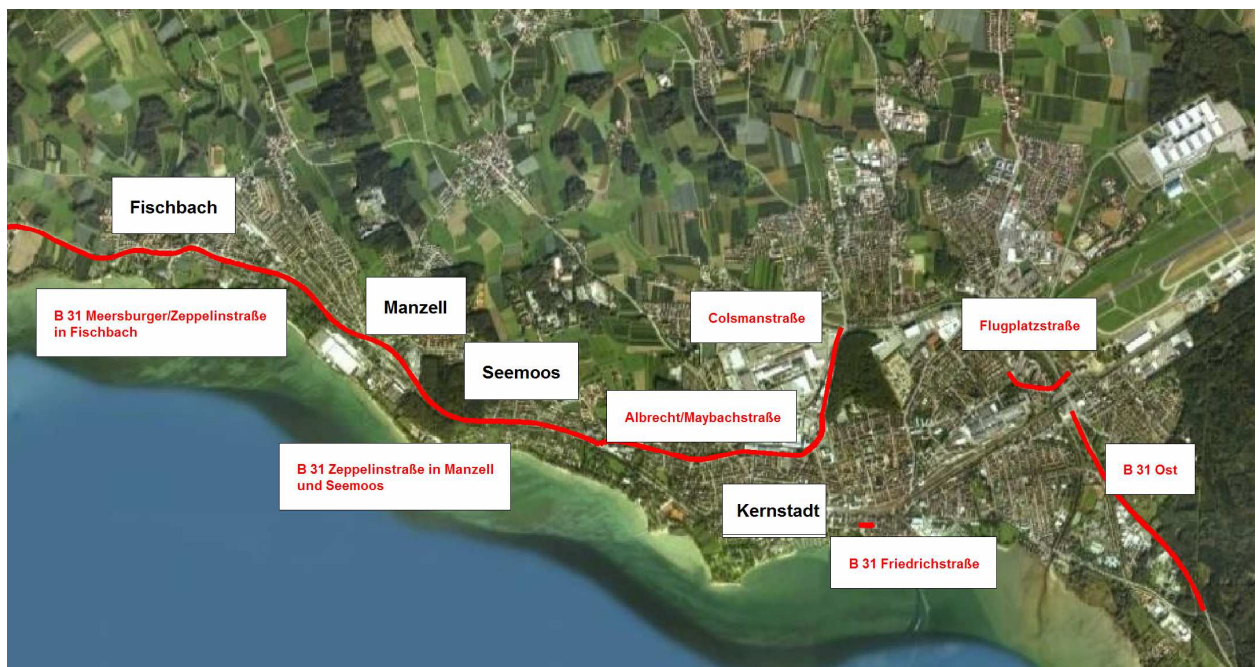 Fischbach
B 31 Meersburger/Zeppelinstraße
in Fischbach
Manzell
Seemoos
Colsmanstraße
Flugplatzstraße
Albrecht/Maybachstraße
B 31 Zeppelinstraße in Manzell
und Seemoos
B 31 Ost
Kernstadt
B 31 Friedrichstraße